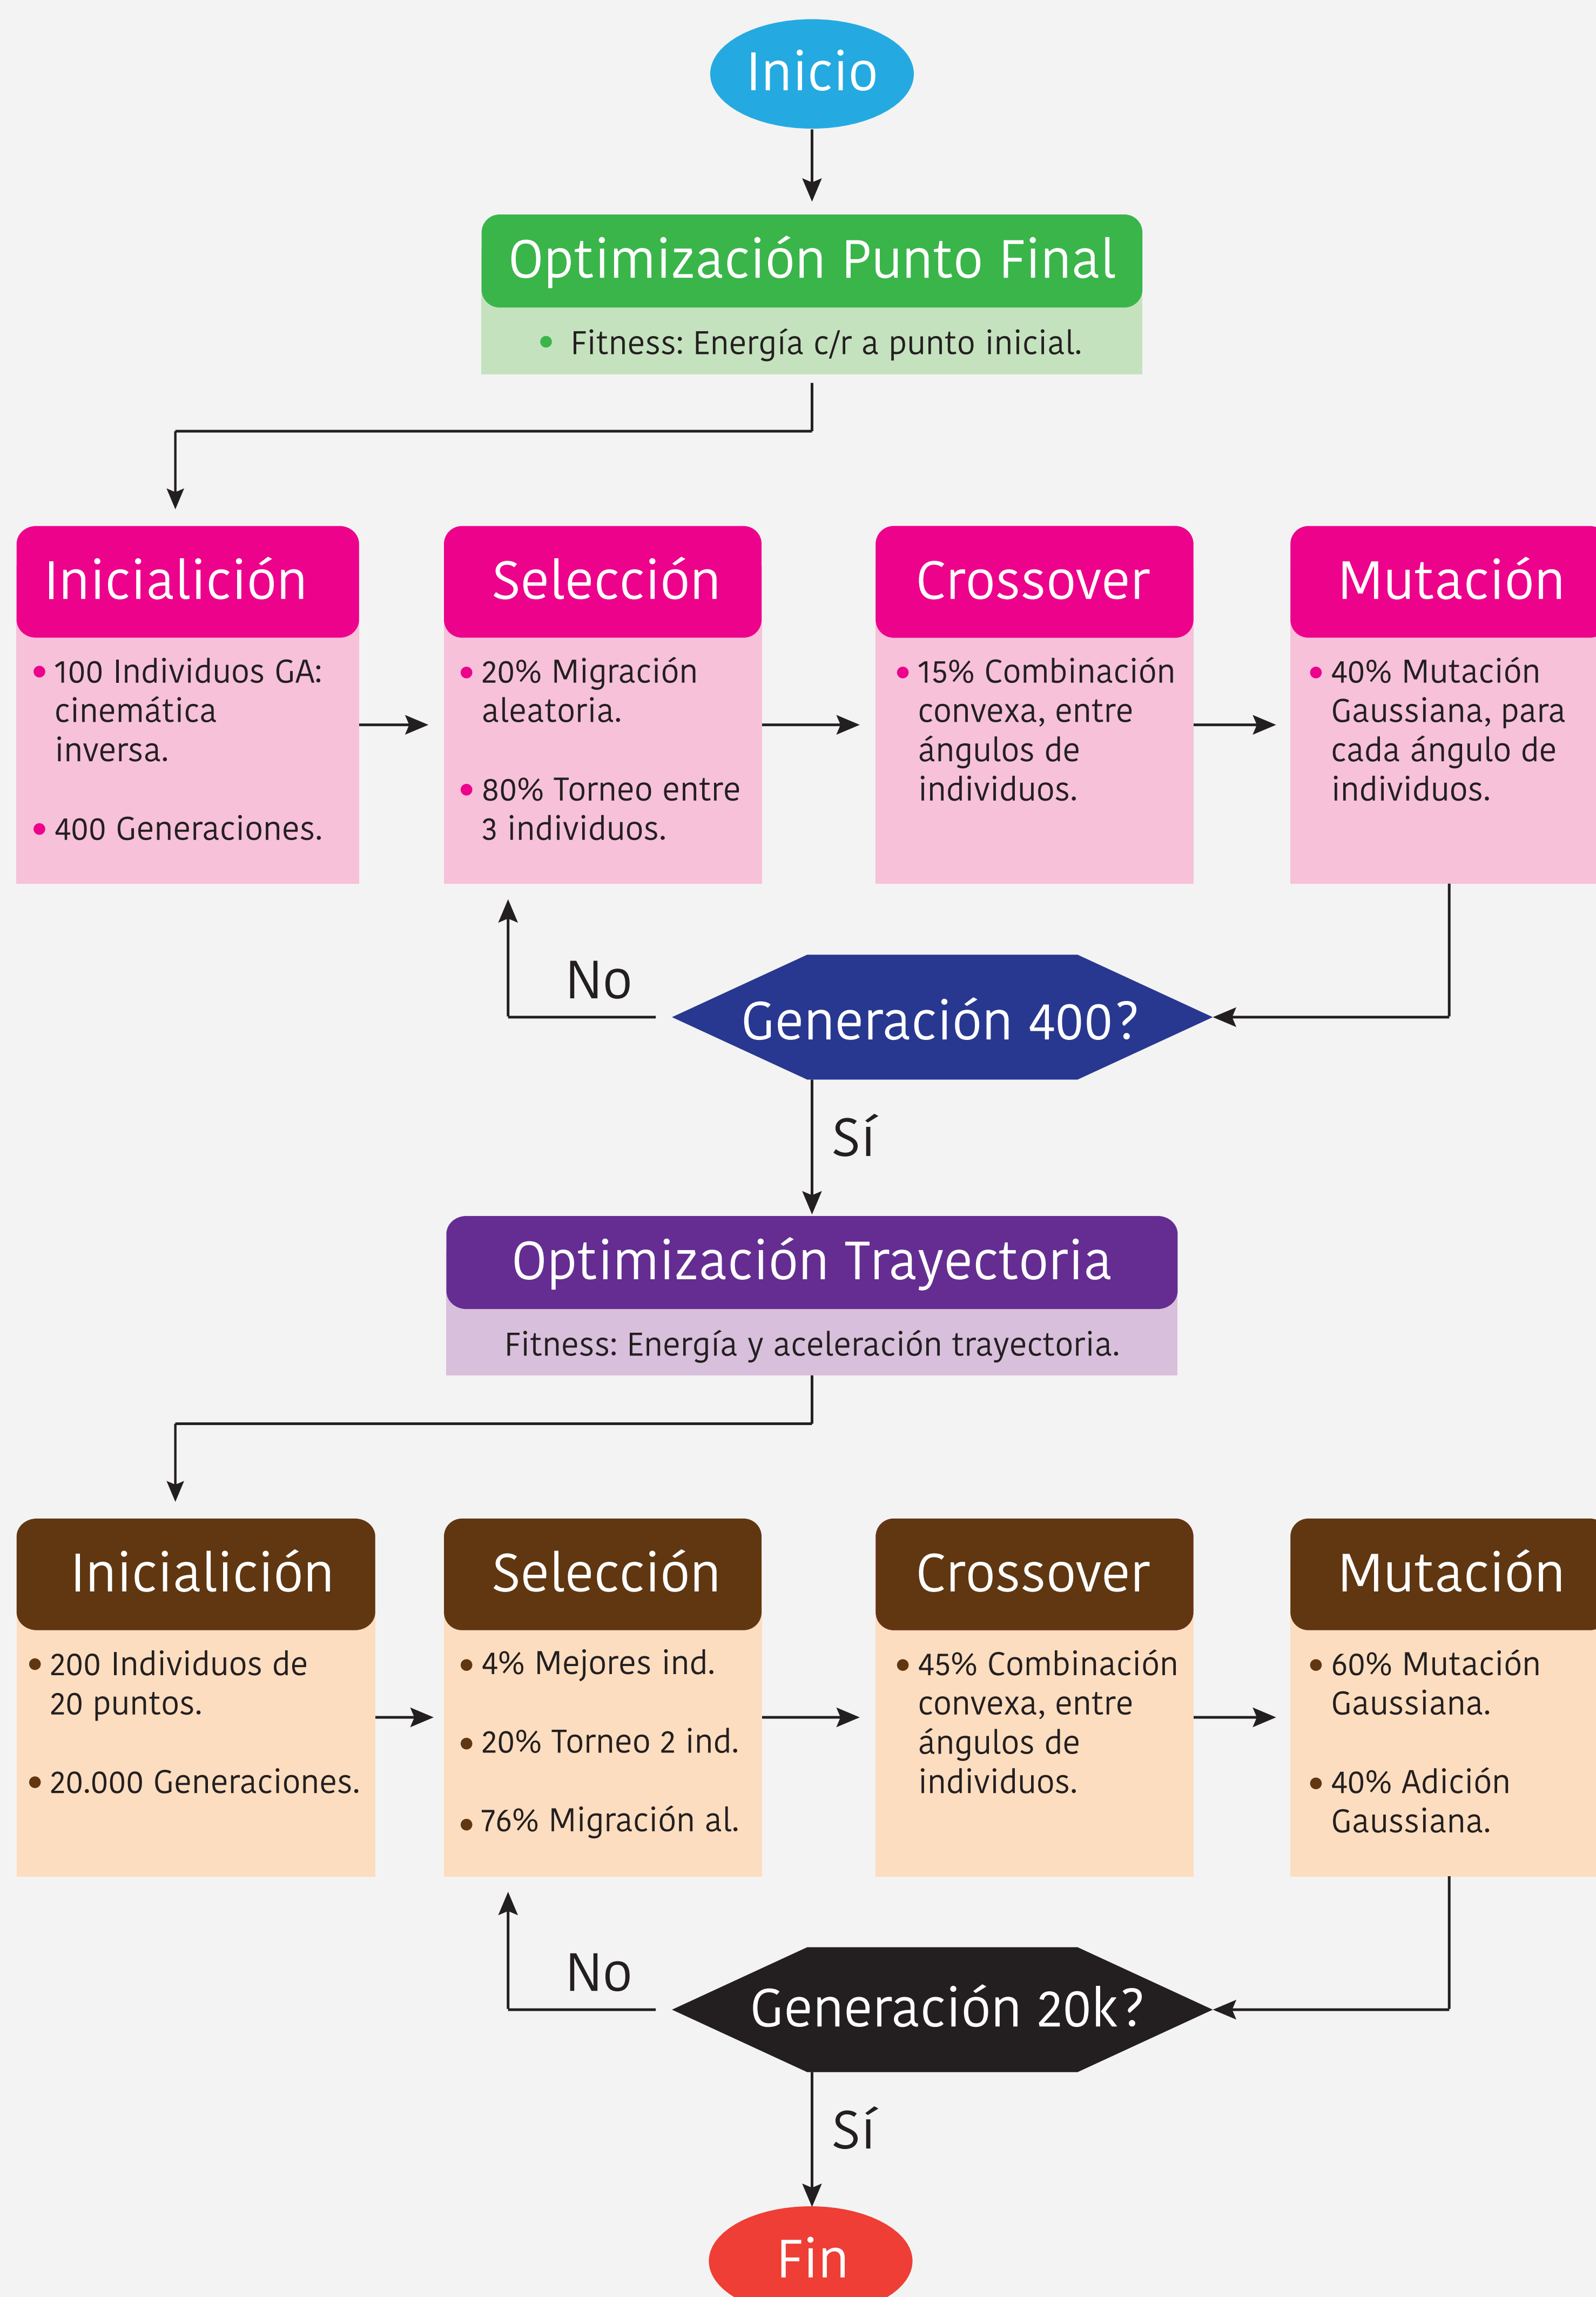 Inicio
Optimización Punto Final
• Fitness: Energía c/r a punto inicial.
Inicialición
• 100 Individuos GA:
cinemática
inversa.
• 400 Generaciones.
Selección
• 20% Migración
aleatoria.
• 80% Torneo entre
3 individuos.
Crossover
• 15% Combinación
convexa, entre
ángulos de
individuos.
Mutación
• 40% Mutación
Gaussiana, para
cada ángulo de
individuos.
No
Generación 400?
Sí
Optimización Trayectoria
Fitness: Energía y aceleración trayectoria.
Inicialición
• 200 Individuos de
20 puntos.
• 20.000 Generaciones.
Selección
• 4% Mejores ind.
• 20% Torneo 2 ind.
• 76% Migración al.
Crossover
• 45% Combinación
convexa, entre
ángulos de
individuos.
Mutación
• 60% Mutación
Gaussiana.
• 40% Adición
Gaussiana.
No
Generación 20k?
Sí
Fin